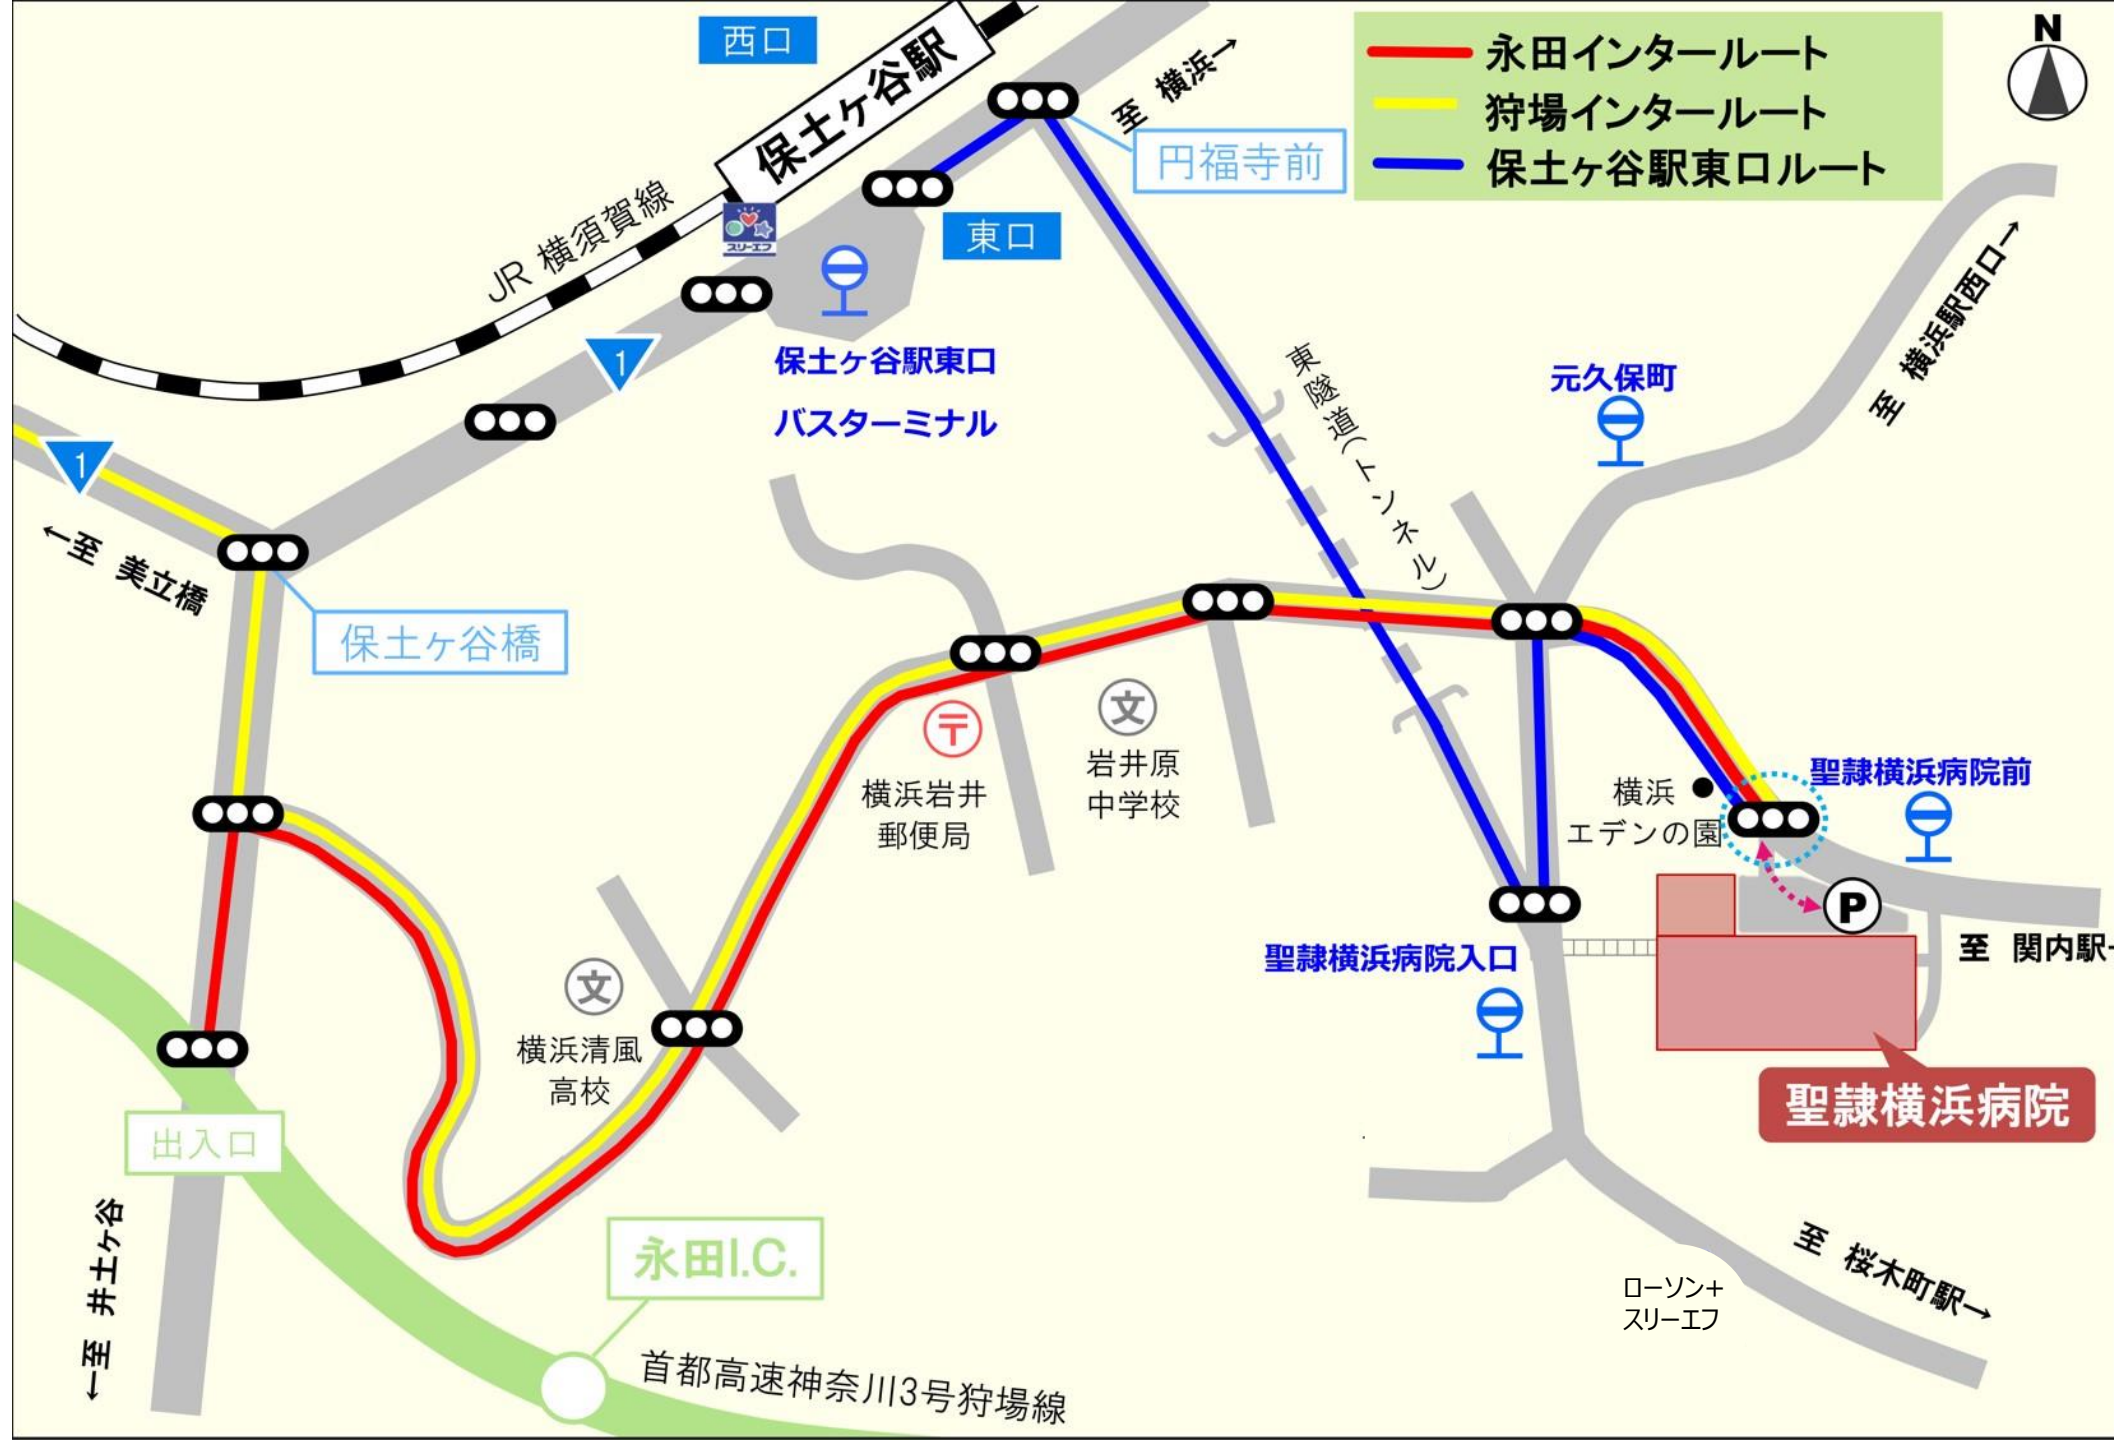 西口
保土ヶ谷駅
至 横浜→
永田インタールート
狩場インタールート
保土ヶ谷駅東口ルート
N
円福寺前
JR 横須賀線
スリーエフ
東口
1
保土ヶ谷駅東口
バスターミナル
東隧道(トンネル)
元久保町
至 横浜駅西口→
1
←至 美立橋
保土ヶ谷橋
文
岩井原
中学校
横浜岩井
郵便局
横浜
エデンの園
聖隷横浜病院前
P
至 関内駅
聖隷横浜病院入口
文
横浜清風
高校
聖隷横浜病院
出入口
←至 井土ヶ谷
永田I.C.
首都高速神奈川3号狩場線
ローソン+
スリーエフ
至 桜木町駅→